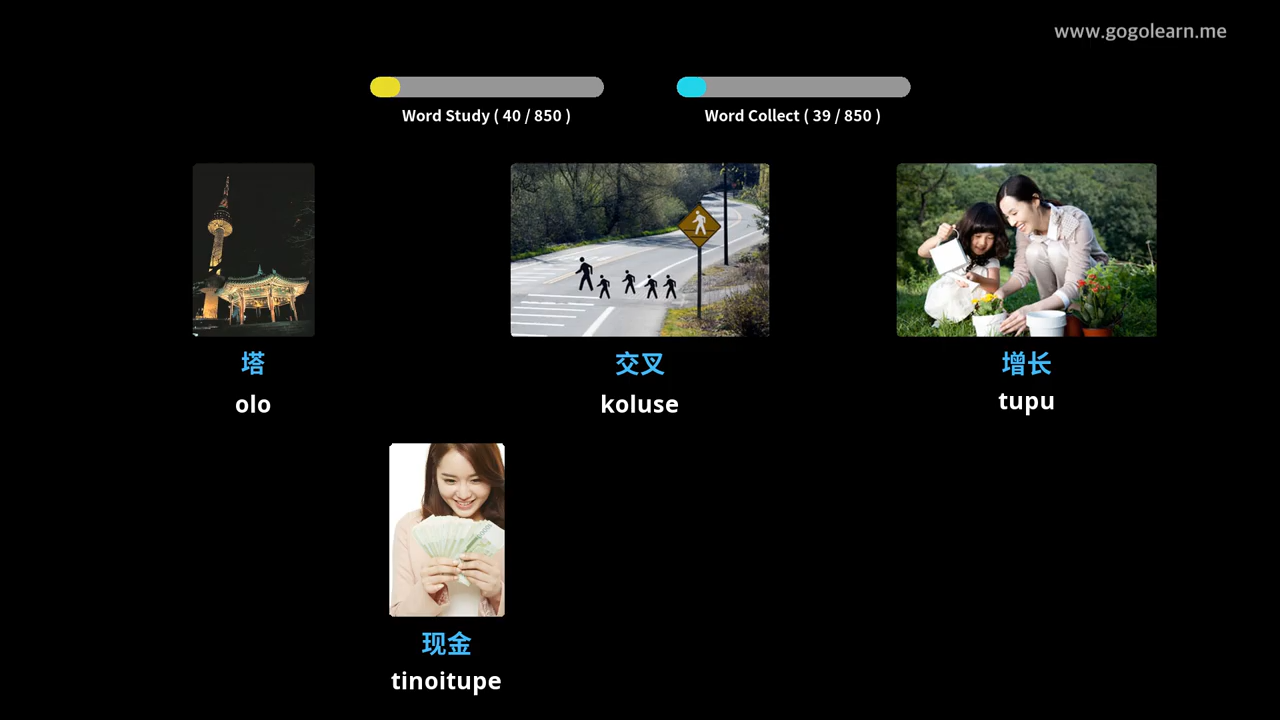 www.gogolearn.me
Word Study ( 40 / 850 )
Word Collect ( 39 / 850 )
塔
olo
交叉
koluse
增长
tupu
现金
tinoitupe